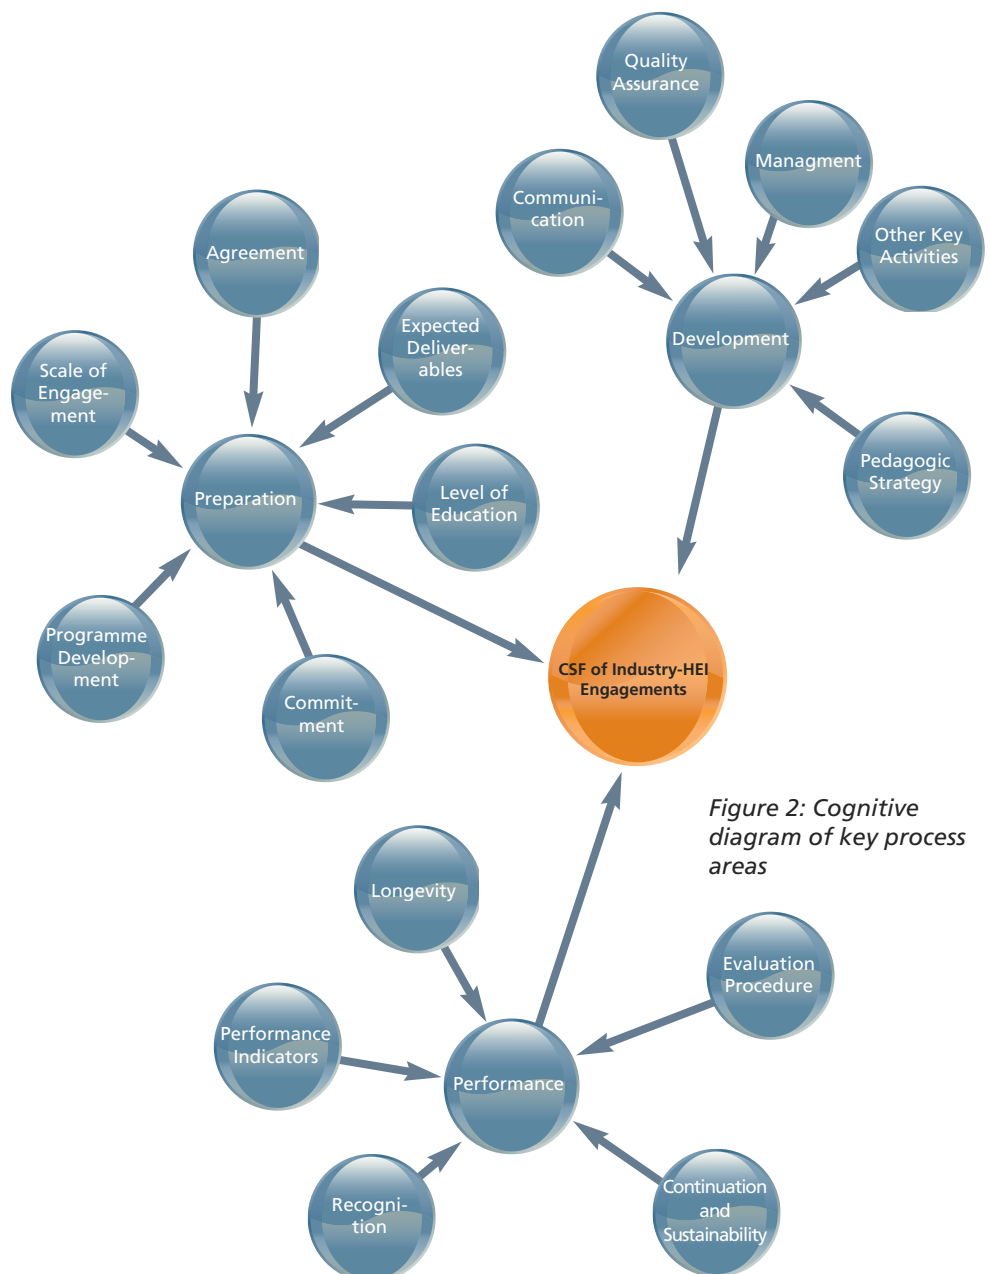 Quality
Assurance
Managment
Communi-
cation
Other Key
Activities
Agreement
Expected
Deliver-
ables
Development
Scale of
Engage-
ment
Pedagogic
Strategy
Preparation
Level of
Education
Programme
Develop-
ment
Commit-
ment
CSF of Industry-HEI
Engagements
Figure 2: Cognitive
diagram of key process
areas
Longevity
Evaluation
Procedure
Performance
Indicators
Performance
Recogni-
tion
Continuation
and
Sustainability